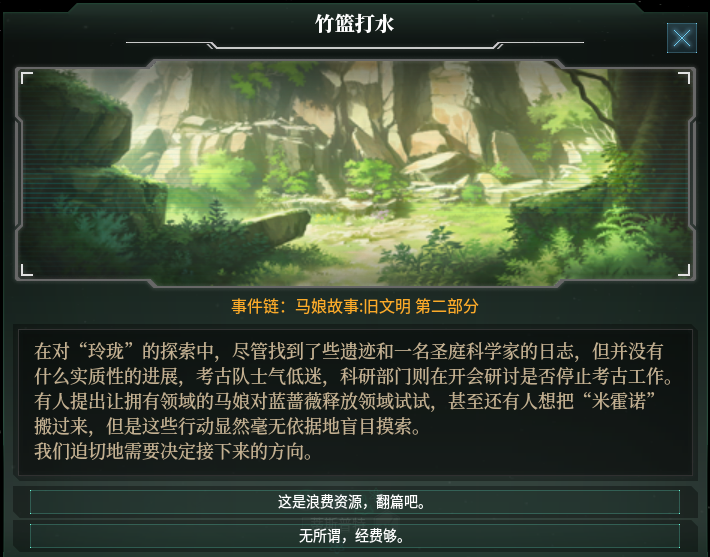 竹篮打水
事件链：马娘故事:旧文明 第二部分
在对“玲珑”的探索中，尽管找到了些遗迹和一名圣庭科学家的日志，但并没有
什么实质性的进展，考古队士气低迷，科研部门则在开会研讨是否停止考古工作。
有人提出让拥有领域的马娘对蓝蔷薇释放领域试试，甚至还有人想把“米霍诺”
搬过来，但是这些行动显然毫无依据地盲目摸索。
我们迫切地需要决定接下来的方向。
这是浪费资源，翻篇吧。
无所谓，经费够。